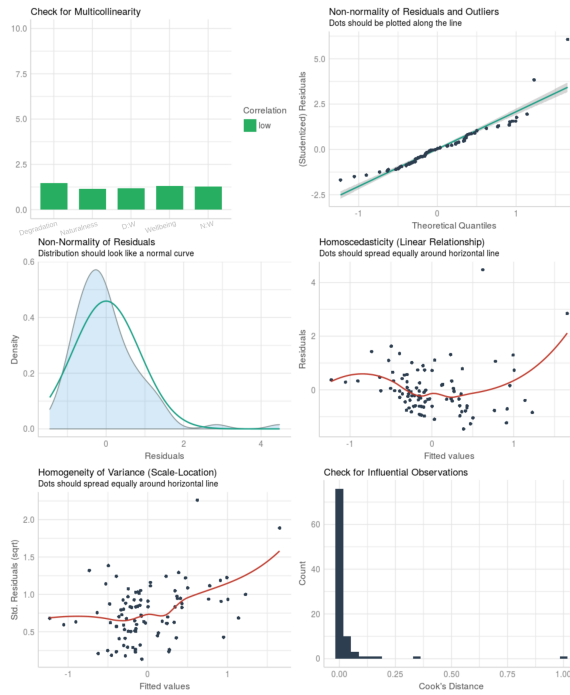 Check for Multicollinearity
10.0
7.5
5.0
2.5
0.0
Degradation
Naturalness
D:W
Wellbeing
N:W
Correlation
low
Non-normality of Residuals and Outliers
Dots should be plotted along the line
(Studentized) Residuals
5.0
2.5
0.0
-2.5
-1
0
1
Theoretical Quantiles
Non-Normality of Residuals
Distribution should look like a normal curve
Density
0.6
0.4
0.2
0.0
0
2
4
Residuals
Homoscedasticity (Linear Relationship)
Dots should spread equally around horizontal line
Residuals
4
2
0
-1
0
1
Fitted values
Homogeneity of Variance (Scale-Location)
Dots should spread equally around horizontal line
Std. Residuals (sqrt)
2.0
1.5
1.0
0.5
-1
0
1
Fitted values
Check for Influential Observations
Count
60
40
20
0
0.00
0.25
0.50
0.75
1.00
Cook's Distance